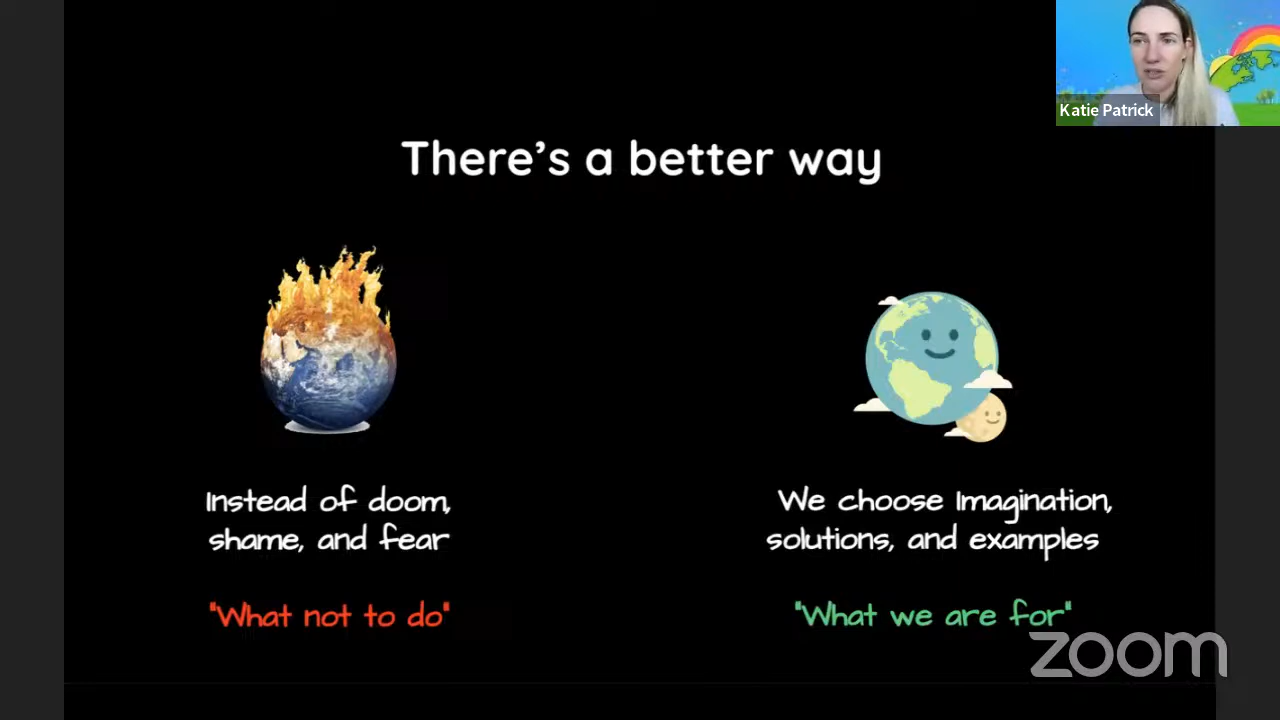 Katie Patrick
There's a better way
Instead of doom,
shame, and fear
"What not to do"
We choose Imagination,
solutions, and examples
"What we are for"
zoom